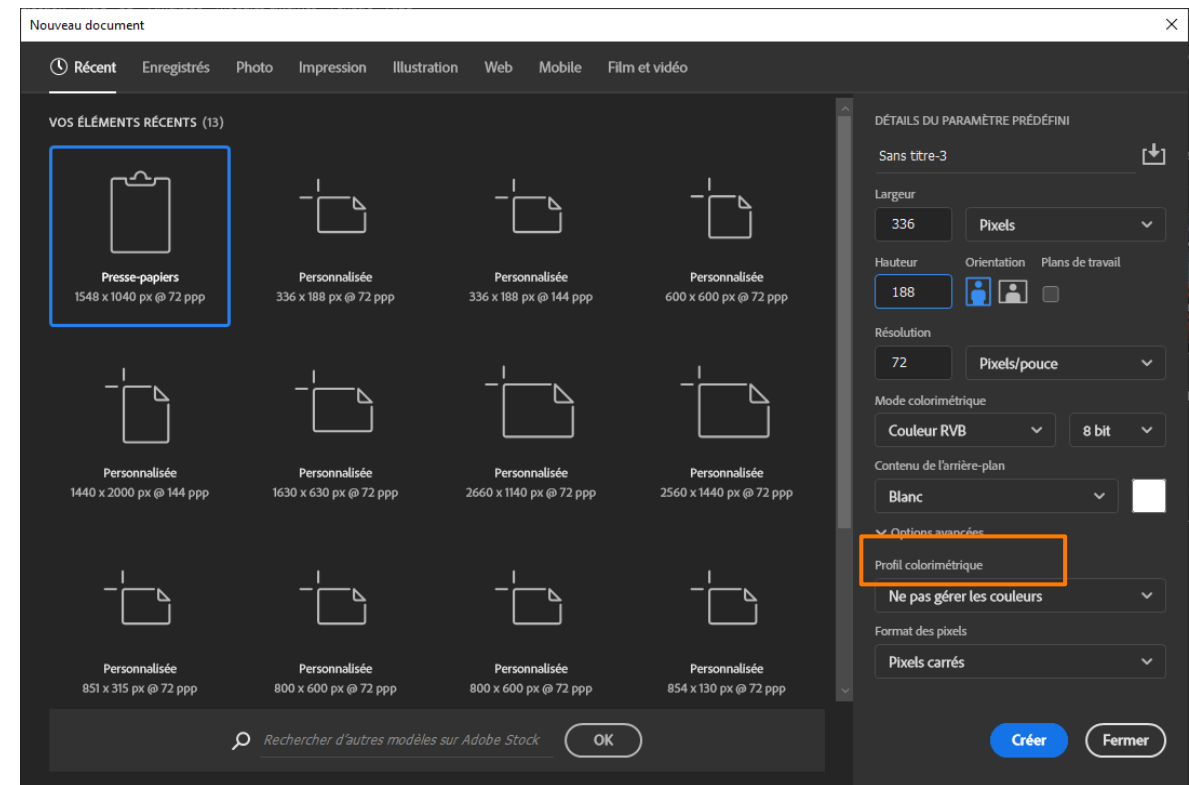 Nouveau document
Récent Enregistrés Photo Impression Illustration Web Mobile Film et vidéo
VOS ÉLÉMENTS RÉCENTS (13)
Presse-papiers
1548 x 1040 px @ 72 ppp
Personnalisée
336 x 188 px @ 72 ppp
Personnalisée
336 x 188 px @ 144 ppp
Personnalisée
600 x 600 px @ 72 ppp
Personnalisée
1440 x 2000 px @ 144 ppp
Personnalisée
1630 x 630 px @ 72 ppp
Personnalisée
2660 x 1140 px @ 72 ppp
Personnalisée
2560 x 1440 px @ 72 ppp
Personnalisée
851 x 315 px @ 72 ppp
Personnalisée
800 x 600 px @ 72 ppp
Personnalisée
800 x 600 px @ 72 ppp
Personnalisée
854 x 130 px @ 72 ppp
Rechercher d'autres modèles sur Adobe Stock OK
DÉTAILS DU PARAMÈTRE PRÉDÉFINI
Sans titre-3
Largeur
336 Pixels
Hauteur Orientation Plans de travail
188
Résolution
72 Pixels/pouce
Mode colorimétrique
Couleur RVB 8 bit
Contenu de l'arrière-plan
Blanc
Options avancées
Profil colorimétrique
Ne pas gérer les couleurs
Format des pixels
Pixels carrés
Créer Fermer